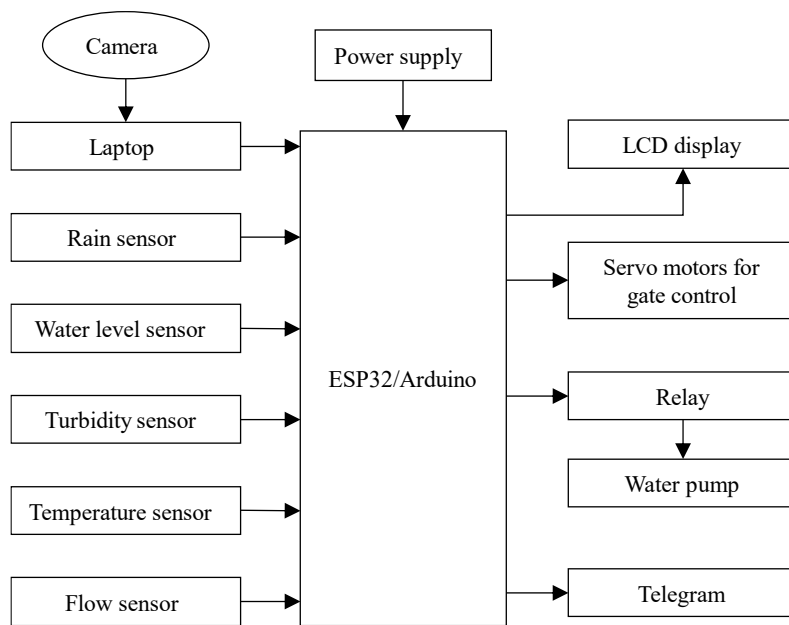 Camera
Power supply
Laptop
LCD display
Rain sensor
Servo motors for
gate control
Water level sensor
ESP32/Arduino
Relay
Turbidity sensor
Water pump
Temperature sensor
Flow sensor
Telegram